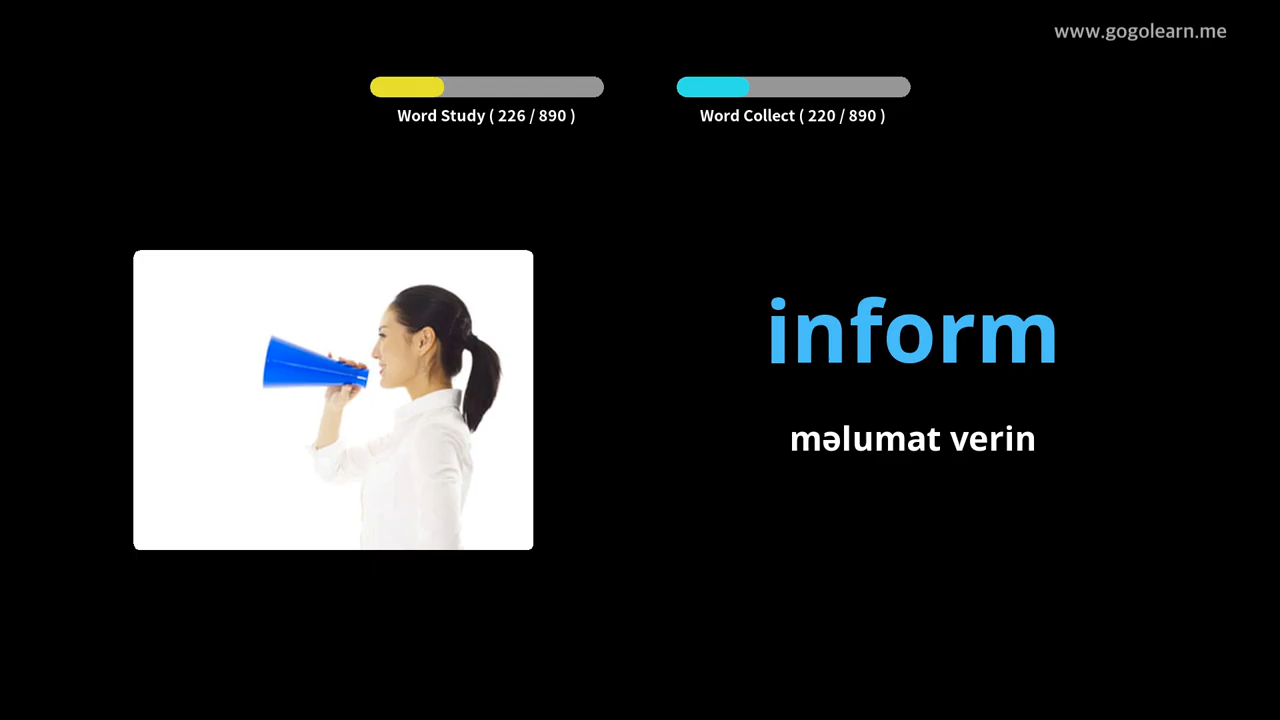 www.gogolearn.me
Word Study ( 226 / 890 )
Word Collect ( 220 / 890 )
inform
məlumat verin